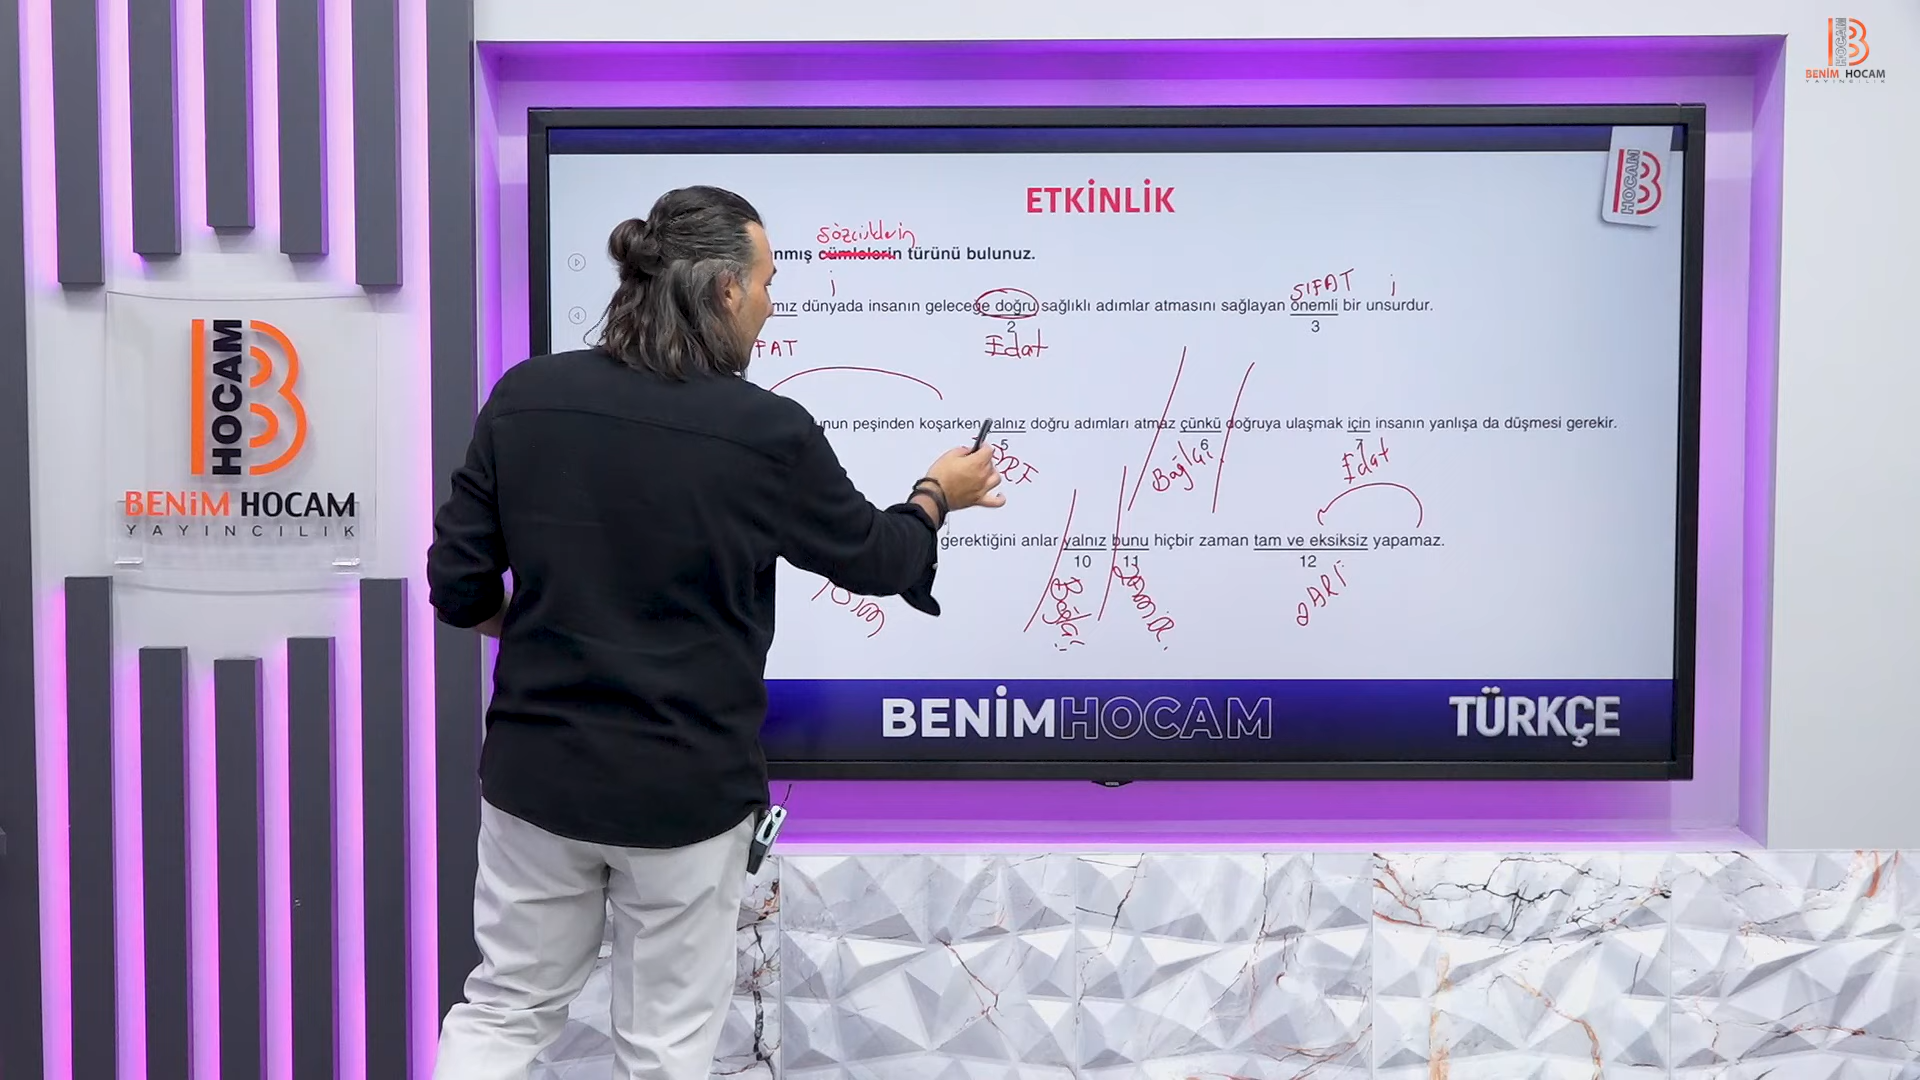 HOCAM
BENİM HOCAM
YAYINCILIK
HOCAM
ETKİNLİK
sözcüklerin
nmış cümlelerin türünü bulunuz.
i
SIFAT i
mız dünyada insanın geleceğe doğru sağlıklı adımlar atmasını sağlayan önemli bir unsurdur.
2 3
FAT Edat
unun peşinden koşarken yalnız doğru adımları atmaz çünkü doğruya ulaşmak için insanın yanlışa da düşmesi gerekir.
5 6 7
Bağlaç Edat
gerektiğini anlar yalnız bunu hiçbir zaman tam ve eksiksiz yapamaz.
10 11 12
Zamir
HOCAM
BENİM HOCAM
YAYINCILIK
BENİMHOCAM TÜRKÇE